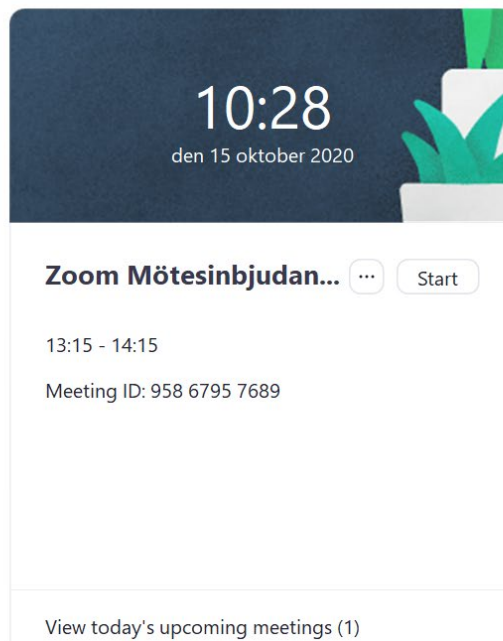 10:28
den 15 oktober 2020
Zoom Mötesinbjudan... ... Start
13:15 - 14:15
Meeting ID: 958 6795 7689
View today's upcoming meetings (1)